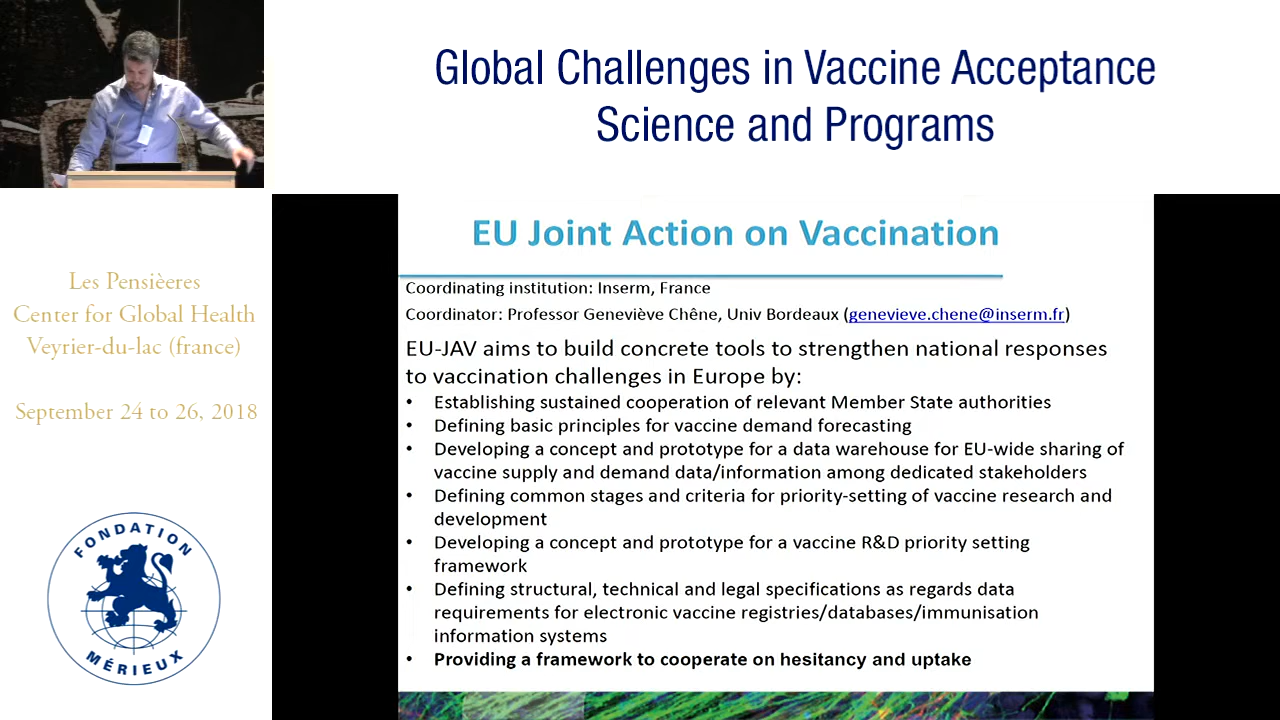 Global Challenges in Vaccine Acceptance
Science and Programs
Les Pensièeres
Center for Global Health
Veyrier-du-lac (france)
September 24 to 26, 2018
FONDATION
MÉRIEUX
EU Joint Action on Vaccination
Coordinating institution: Inserm, France
Coordinator: Professor Geneviève Chêne, Univ Bordeaux (genevieve.chene@inserm.fr)
EU-JAV aims to build concrete tools to strengthen national responses
to vaccination challenges in Europe by:
• Establishing sustained cooperation of relevant Member State authorities
• Defining basic principles for vaccine demand forecasting
• Developing a concept and prototype for a data warehouse for EU-wide sharing of
vaccine supply and demand data/information among dedicated stakeholders
• Defining common stages and criteria for priority-setting of vaccine research and
development
• Developing a concept and prototype for a vaccine R&D priority setting
framework
• Defining structural, technical and legal specifications as regards data
requirements for electronic vaccine registries/databases/immunisation
information systems
• Providing a framework to cooperate on hesitancy and uptake